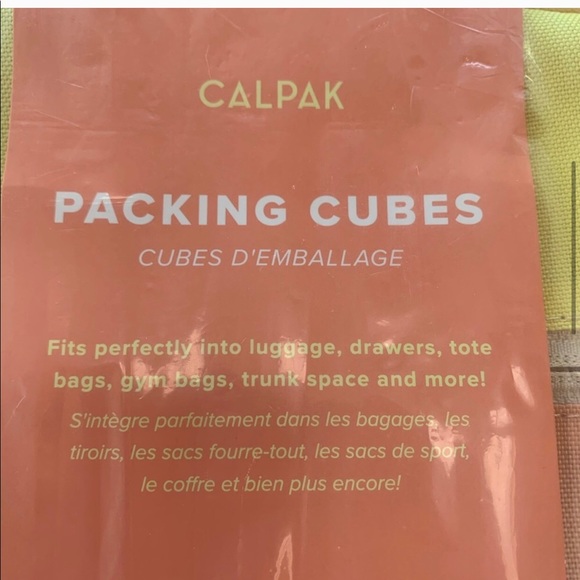 CALPAK
PACKING CUBES
CUBES D'EMBALLAGE
Fits perfectly into luggage, drawers, tote
bags, gym bags, trunk space and more!
S'intègre parfaitement dans les bagages, les
tiroirs, les sacs fourre-tout, les sacs de sport,
le coffre et bien plus encore!